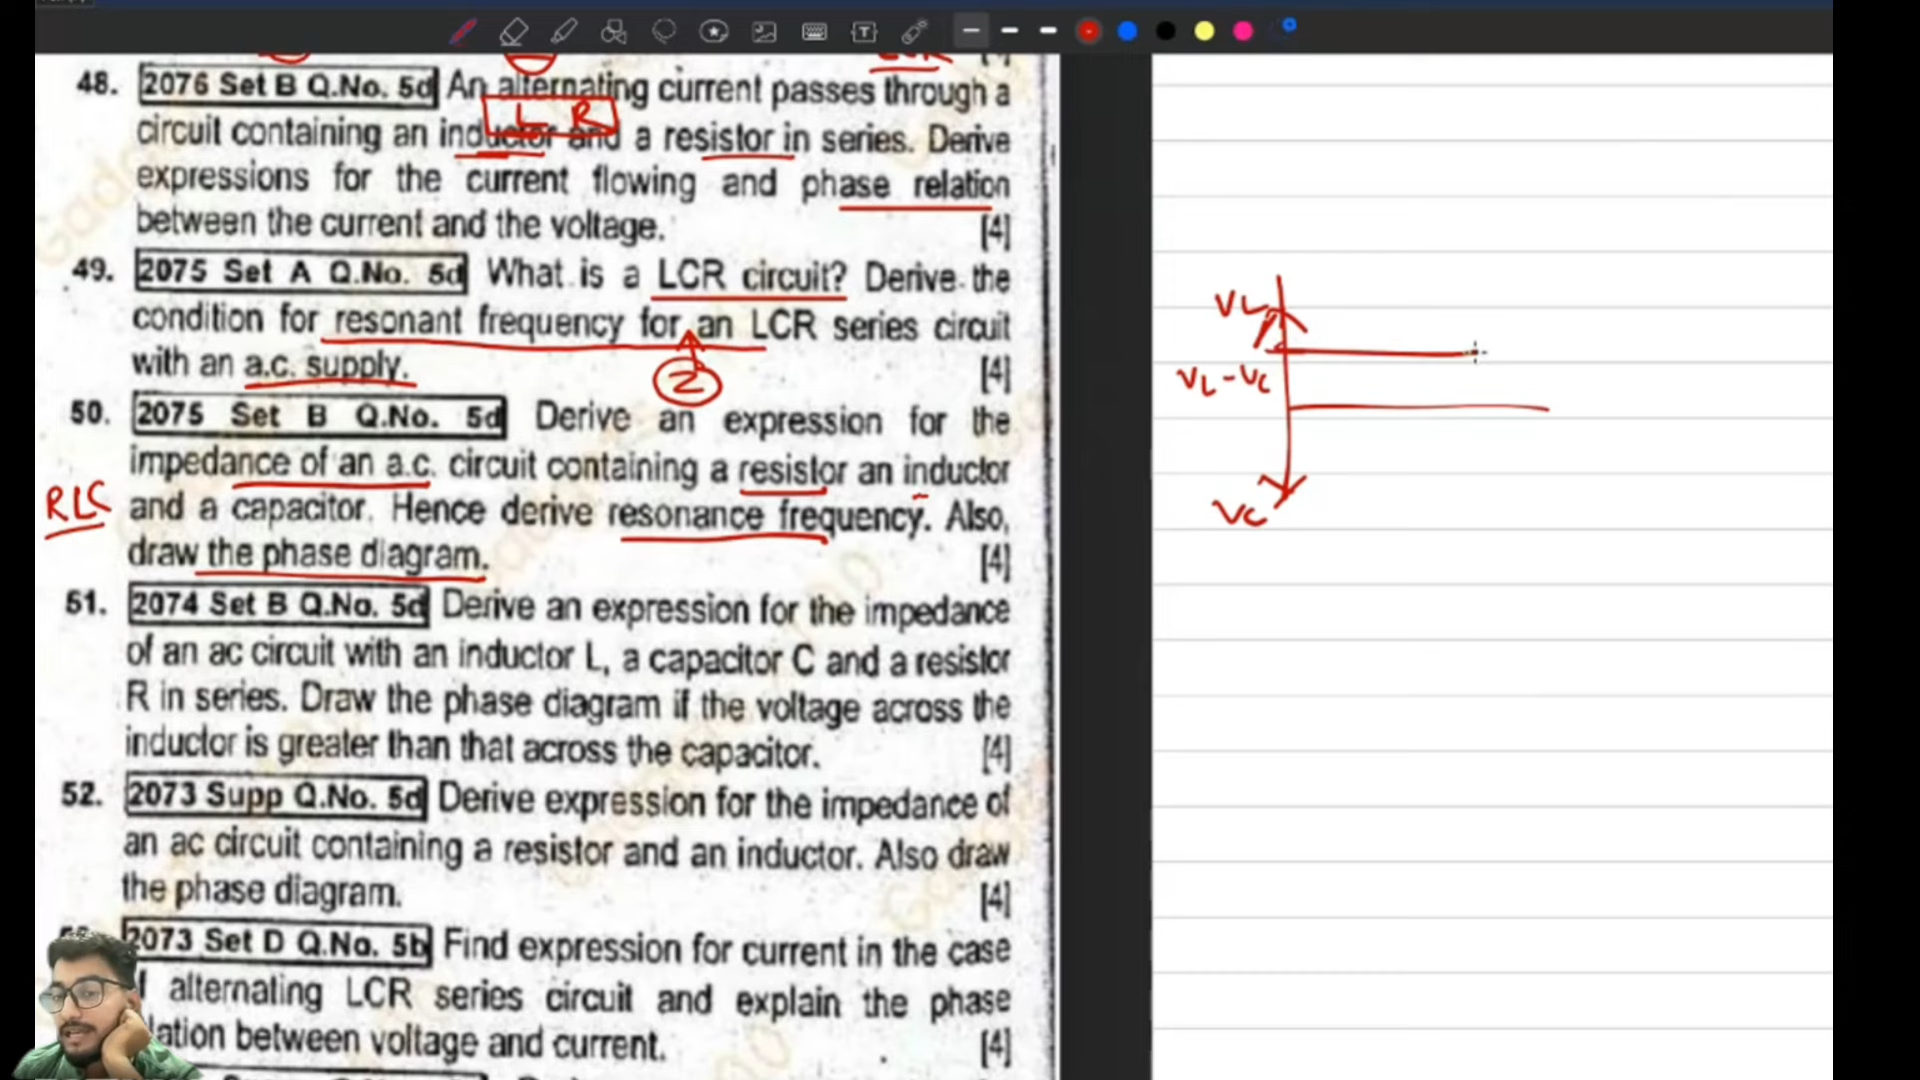 48. 2076 Set B Q.No. 5d An alternating current passes through a
L R
circuit containing an inductor and a resistor in series. Derive
expressions for the current flowing and phase relation
between the current and the voltage. [4]
49. 2075 Set A Q.No. 5d What is a LCR circuit? Derive the
condition for resonant frequency for an LCR series circuit
with an a.c. supply. [4]
2
50. 2075 Set B Q.No. 5d Derive an expression for the
impedance of an a.c. circuit containing a resistor an inductor
RLC and a capacitor. Hence derive resonance frequency. Also,
draw the phase diagram. [4]
51. 2074 Set B Q.No. 5d Derive an expression for the impedance
of an ac circuit with an inductor L, a capacitor C and a resistor
R in series. Draw the phase diagram if the voltage across the
inductor is greater than that across the capacitor. [4]
52. 2073 Supp Q.No. 5d Derive expression for the impedance of
an ac circuit containing a resistor and an inductor. Also draw
the phase diagram. [4]
2073 Set D Q.No. 5b Find expression for current in the case
alternating LCR series circuit and explain the phase
lation between voltage and current. [4]
VL
VL - VC
VC